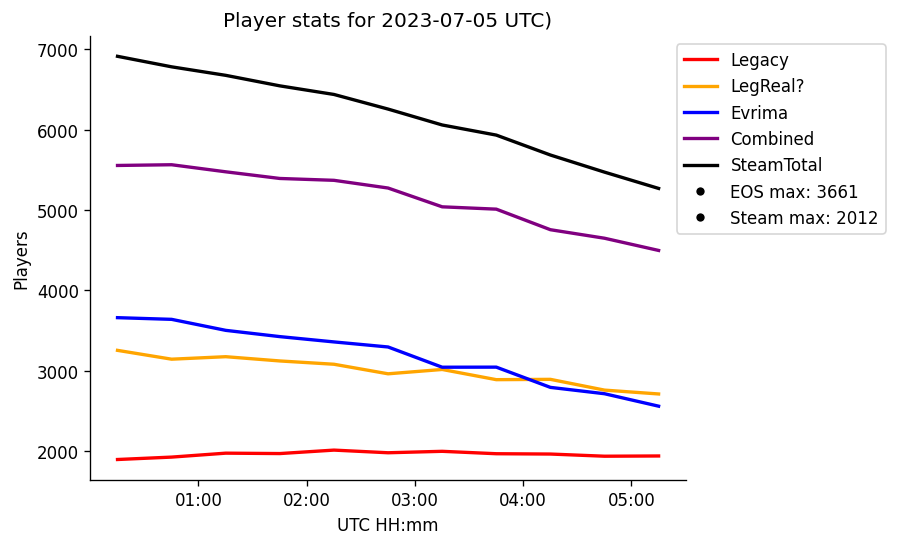 Player stats for 2023-07-05 UTC)
7000
6000
5000
4000
3000
2000
Players
01:00
02:00
03:00
04:00
05:00
UTC HH:mm
Legacy
LegReal?
Evrima
Combined
SteamTotal
EOS max: 3661
Steam max: 2012